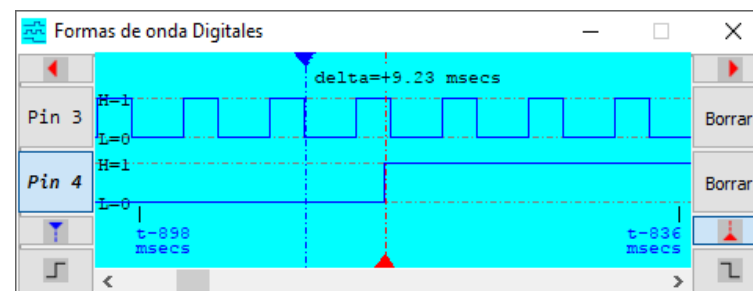 Formas de onda Digitales
delta=+9.23 msecs
Pin 3
H=1
L=0
Borrar
Pin 4
H=1
L=0
Borrar
t-898
msecs
t-836
msecs